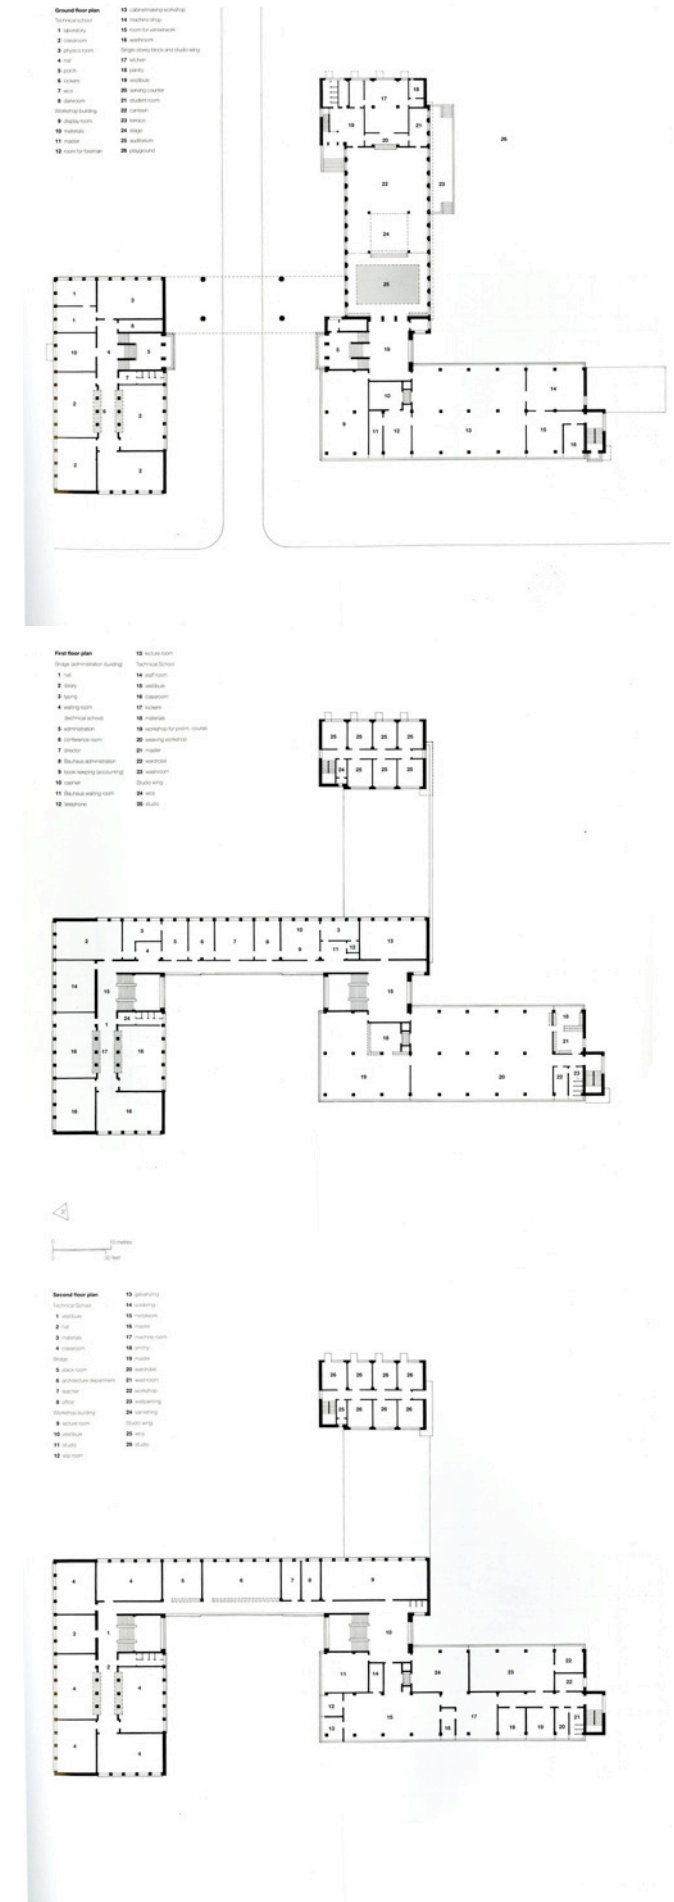 Ground floor plan
Technical school
1 laboratory
2 classroom
3 physics room
4 hall
5 porch
6 lockers
7 wcs
8 darkroom
Workshop building
9 display room
10 materials
11 master
12 room for foreman
13 cabinetmaking workshop
14 machine shop
15 room for veneerwork
16 washroom
Single storey block and studio wing
17 kitchen
18 pantry
19 vestibule
20 serving counter
21 student room
22 canteen
23 terrace
24 stage
25 auditorium
26 playground
First floor plan
Bridge (administration building)
1 hall
2 library
3 typing
4 waiting room
(technical school)
5 administration
6 conference room
7 director
8 Bauhaus administration
9 book-keeping (accounting)
10 cashier
11 Bauhaus waiting room
12 telephone
13 lecture room
Technical School
14 staff room
15 vestibule
16 classroom
17 lockers
18 materials
19 workshop for prelim. course
20 weaving workshop
21 master
22 wardrobe
23 washroom
Studio wing
24 wcs
25 studio
10 metres
30 feet
Second floor plan
Technical School
1 vestibule
2 hall
3 materials
4 classroom
Bridge
5 staff room
6 architecture department
7 teacher
8 office
Workshop building
9 lecture room
10 vestibule
11 studio
13 galvanizing
14 soldering
16 master
17 machine room
19 master
20 wardrobe
21 washroom
22 workshop
23 wallpainting
24 varnishing
Studio wing
25 wcs
26 studio